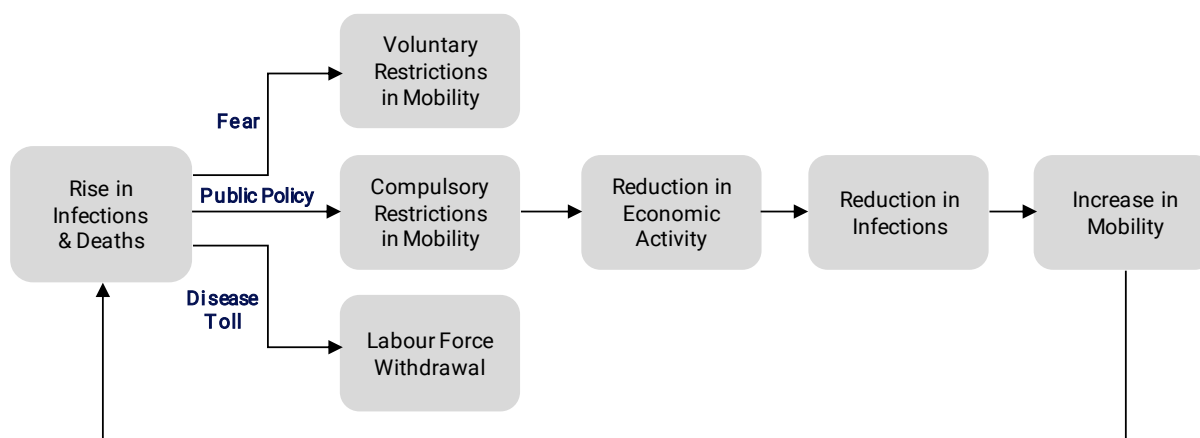 Voluntary
Restrictions
in Mobility
Fear
Rise in
Infections
& Deaths
Public Policy
Compulsory
Restrictions
in Mobility
Reduction in
Economic
Activity
Reduction in
Infections
Increase in
Mobility
Disease
Toll
Labour Force
Withdrawal